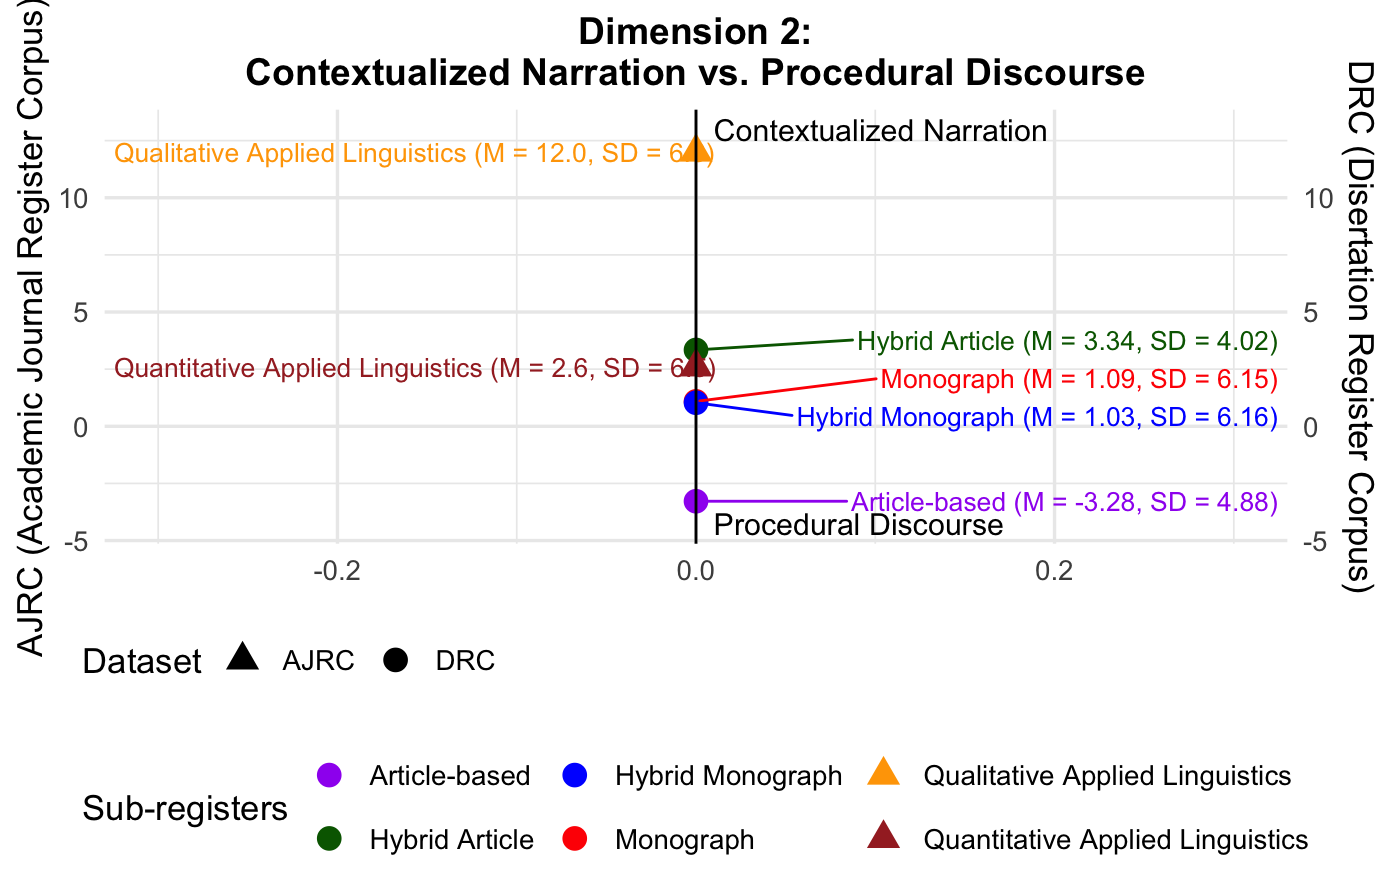 Dimension 2:
Contextualized Narration vs. Procedural Discourse
AJRC (Academic Journal Register Corpus)
DRC (Disertation Register Corpus)
Contextualized Narration
Qualitative Applied Linguistics (M = 12.0, SD =
10
10
5
5
Hybrid Article (M = 3.34, SD = 4.02)
Quantitative Applied Linguistics (M = 2.6, SD =
Monograph (M = 1.09, SD = 6.15)
Hybrid Monograph (M = 1.03, SD = 6.16)
0
0
Article-based (M = -3.28, SD = 4.88)
Procedural Discourse
-5
-5
-0.2
0.0
0.2
Dataset
AJRC
DRC
Sub-registers
Article-based
Hybrid Monograph
Qualitative Applied Linguistics
Hybrid Article
Monograph
Quantitative Applied Linguistics